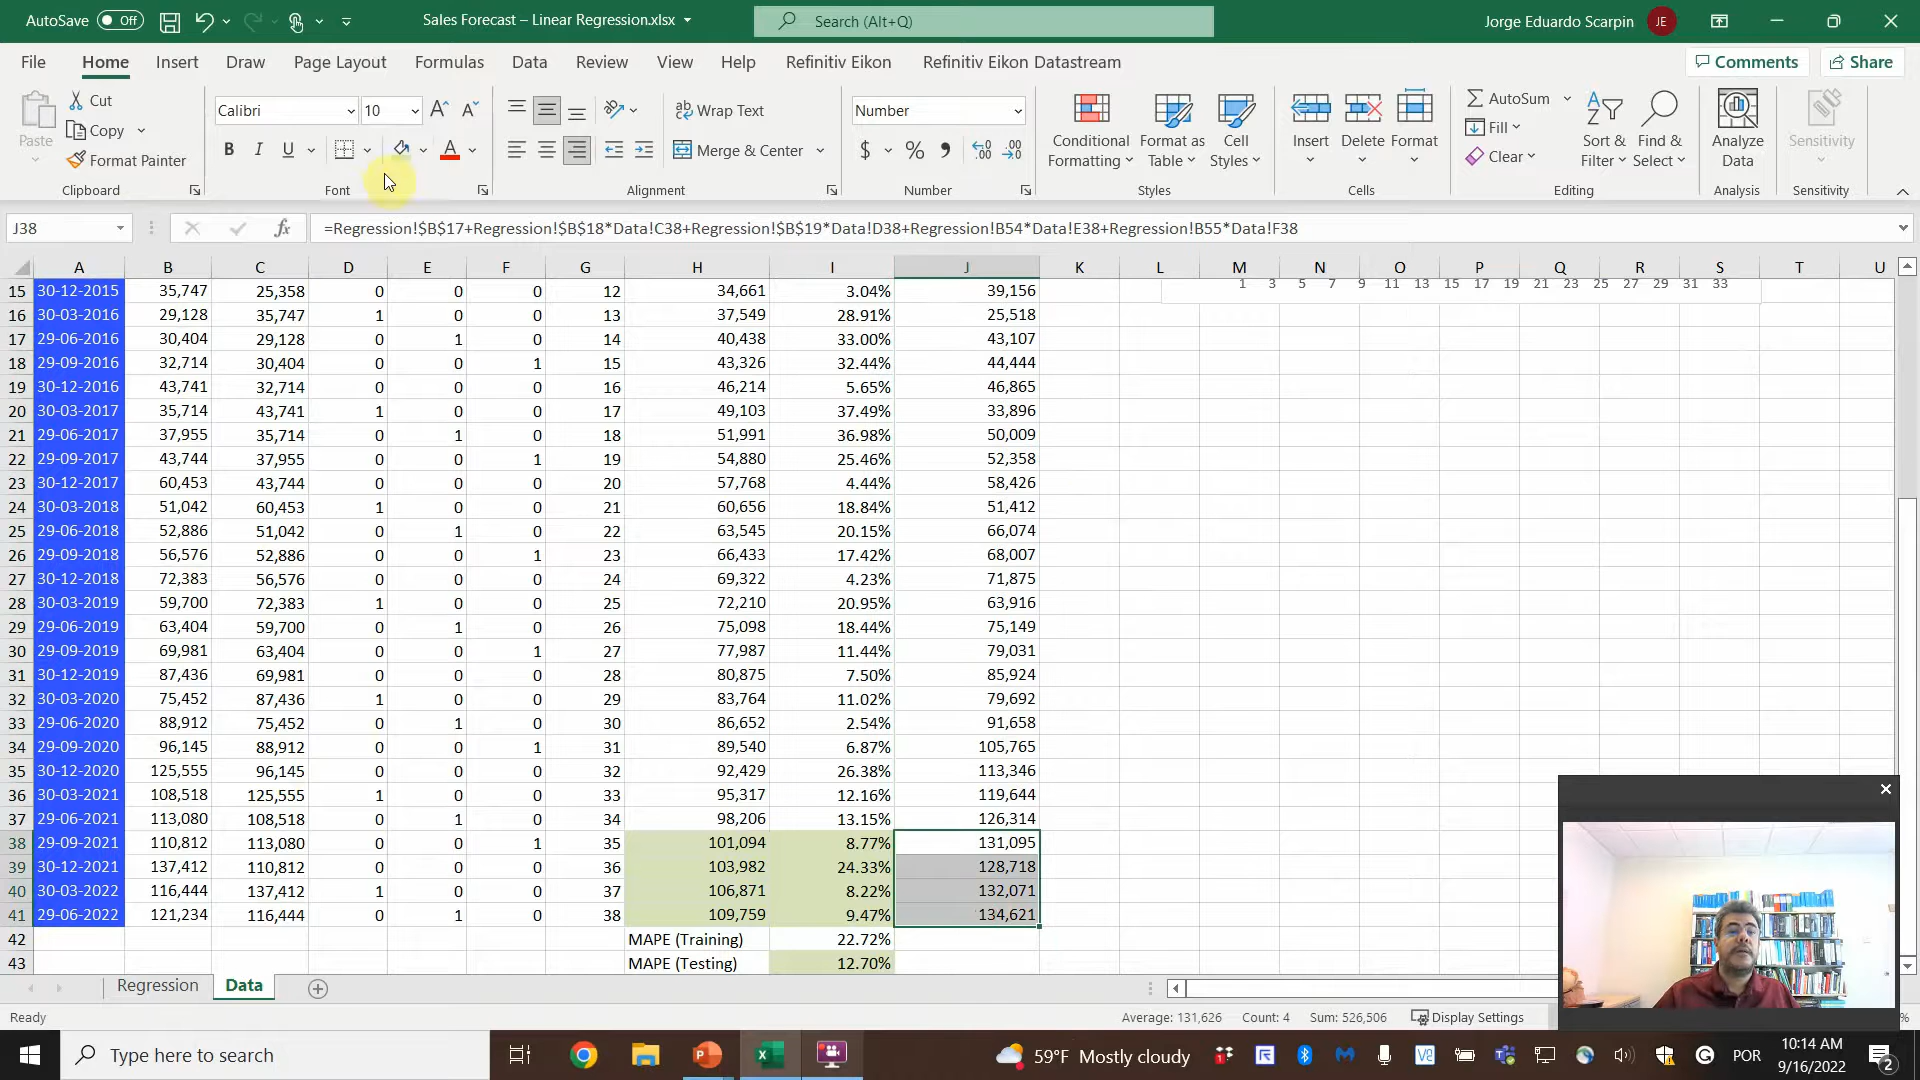 AutoSave Off Sales Forecast – Linear Regression.xlsx Search (Alt+Q) Jorge Eduardo Scarpin JE
File Home Insert Draw Page Layout Formulas Data Review View Help Refinitiv Eikon Refinitiv Eikon Datastream Comments Share
Paste Cut Copy Format Painter Clipboard
Calibri 10 A A B I U A Font
Wrap Text Merge & Center Alignment
Number $ % Number
Conditional Formatting Format as Table Cell Styles Styles
Insert Delete Format Cells
AutoSum Fill Clear Sort & Filter Find & Select Editing
Analyze Data Analysis
Sensitivity Sensitivity
J38 fx =Regression!$B$17+Regression!$B$18*Data!C38+Regression!$B$19*Data!D38+Regression!B54*Data!E38+Regression!B55*Data!F38
A B C D E F G H I J K L M N O P Q R S T U
15 30-12-2015 35,747 25,358 0 0 0 12 34,661 3.04% 39,156 1 3 5 7 9 11 13 15 17 19 21 23 25 27 29 31 33
16 30-03-2016 29,128 35,747 1 0 0 13 37,549 28.91% 25,518
17 29-06-2016 30,404 29,128 0 1 0 14 40,438 33.00% 43,107
18 29-09-2016 32,714 30,404 0 0 1 15 43,326 32.44% 44,444
19 30-12-2016 43,741 32,714 0 0 0 16 46,214 5.65% 46,865
20 30-03-2017 35,714 43,741 1 0 0 17 49,103 37.49% 33,896
21 29-06-2017 37,955 35,714 0 1 0 18 51,991 36.98% 50,009
22 29-09-2017 43,744 37,955 0 0 1 19 54,880 25.46% 52,358
23 30-12-2017 60,453 43,744 0 0 0 20 57,768 4.44% 58,426
24 30-03-2018 51,042 60,453 1 0 0 21 60,656 18.84% 51,412
25 29-06-2018 52,886 51,042 0 1 0 22 63,545 20.15% 66,074
26 29-09-2018 56,576 52,886 0 0 1 23 66,433 17.42% 68,007
27 30-12-2018 72,383 56,576 0 0 0 24 69,322 4.23% 71,875
28 30-03-2019 59,700 72,383 1 0 0 25 72,210 20.95% 63,916
29 29-06-2019 63,404 59,700 0 1 0 26 75,098 18.44% 75,149
30 29-09-2019 69,981 63,404 0 0 1 27 77,987 11.44% 79,031
31 30-12-2019 87,436 69,981 0 0 0 28 80,875 7.50% 85,924
32 30-03-2020 75,452 87,436 1 0 0 29 83,764 11.02% 79,692
33 29-06-2020 88,912 75,452 0 1 0 30 86,652 2.54% 91,658
34 29-09-2020 96,145 88,912 0 0 1 31 89,540 6.87% 105,765
35 30-12-2020 125,555 96,145 0 0 0 32 92,429 26.38% 113,346
36 30-03-2021 108,518 125,555 1 0 0 33 95,317 12.16% 119,644
37 29-06-2021 113,080 108,518 0 1 0 34 98,206 13.15% 126,314
38 29-09-2021 110,812 113,080 0 0 1 35 101,094 8.77% 131,095
39 30-12-2021 137,412 110,812 0 0 0 36 103,982 24.33% 128,718
40 30-03-2022 116,444 137,412 1 0 0 37 106,871 8.22% 132,071
41 29-06-2022 121,234 116,444 0 1 0 38 109,759 9.47% 134,621
42 MAPE (Training) 22.72%
43 MAPE (Testing) 12.70%
Regression Data
Ready Average: 131,626 Count: 4 Sum: 526,506 Display Settings %
Type here to search 59°F Mostly cloudy POR 10:14 AM 2
9/16/2022